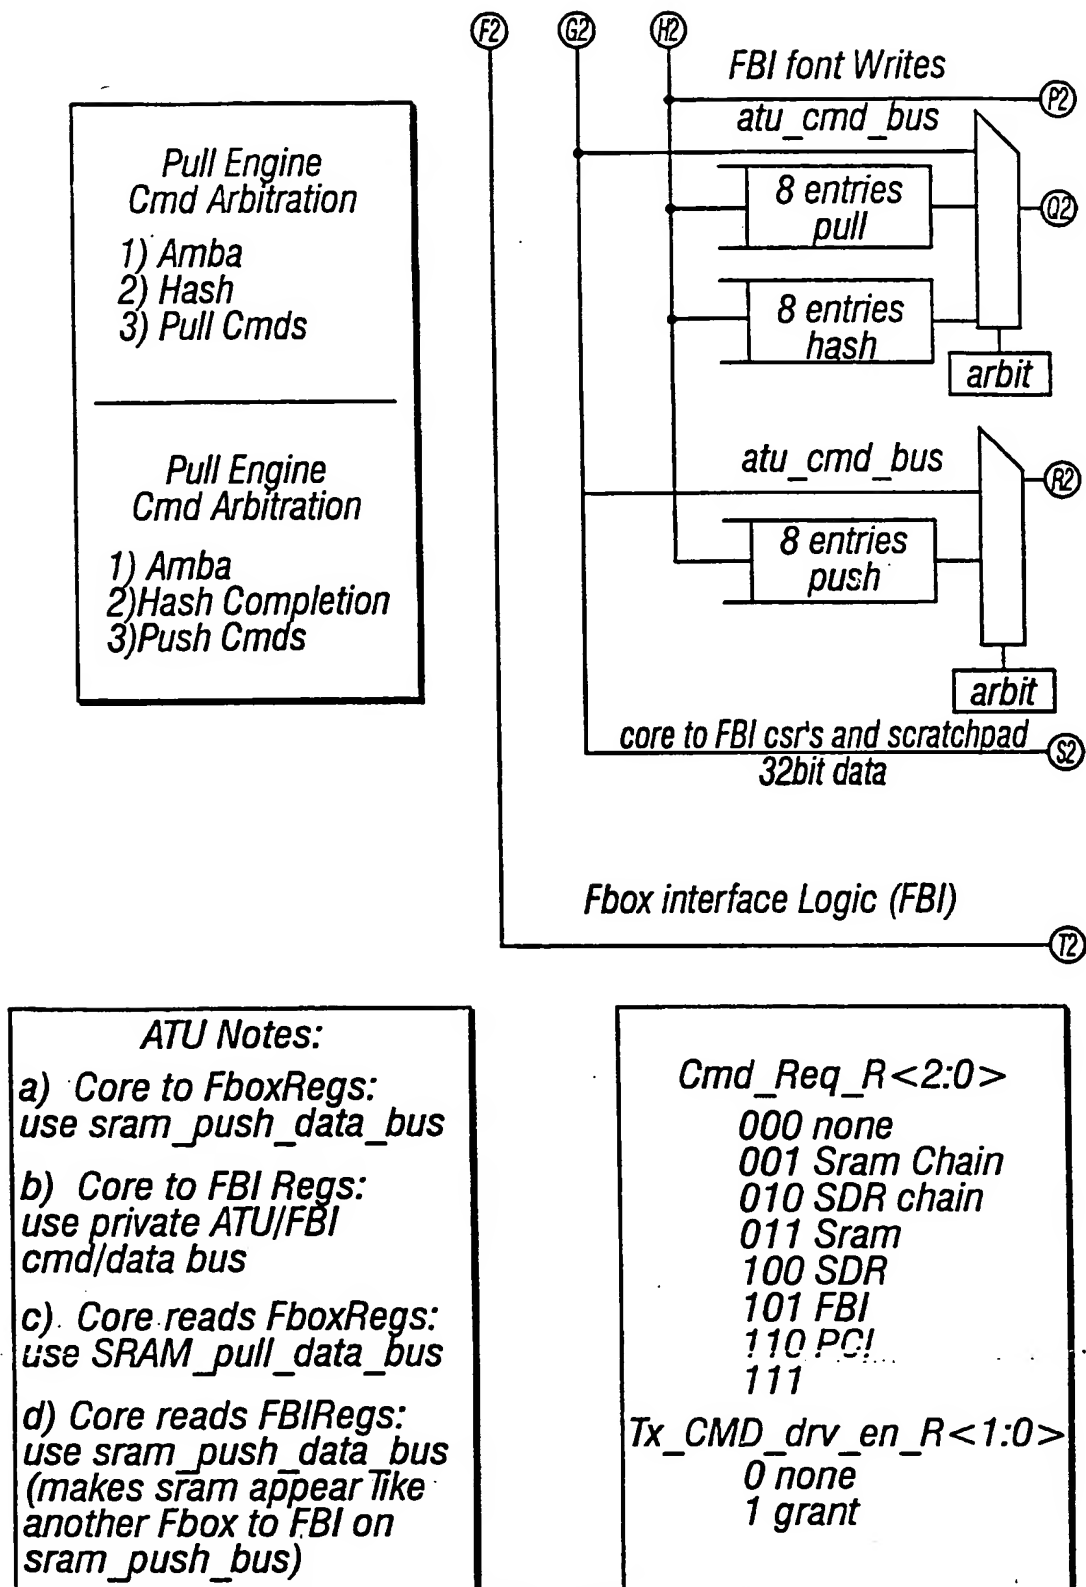 F2 G2 H2
FBI font Writes
P2
atu_cmd_bus
8 entries
pull
Q2
8 entries
hash
arbit
atu_cmd_bus
R2
8 entries
push
arbit
core to FBI csr's and scratchpad
32bit data
S2
Fbox interface Logic (FBI)
T2
Pull Engine
Cmd Arbitration
1) Amba
2) Hash
3) Pull Cmds
Pull Engine
Cmd Arbitration
1) Amba
2)Hash Completion
3)Push Cmds
ATU Notes:
a) Core to FboxRegs:
use sram_push_data_bus
b) Core to FBI Regs:
use private ATU/FBI
cmd/data bus
c) Core reads FboxRegs:
use SRAM_pull_data_bus
d) Core reads FBIRegs:
use sram_push_data_bus
(makes sram appear like
another Fbox to FBI on
sram_push_bus)
Cmd_Req_R<2:0>
000 none
001 Sram Chain
010 SDR chain
011 Sram
100 SDR
101 FBI
110 PCI
111
Tx_CMD_drv_en_R<1:0>
0 none
1 grant